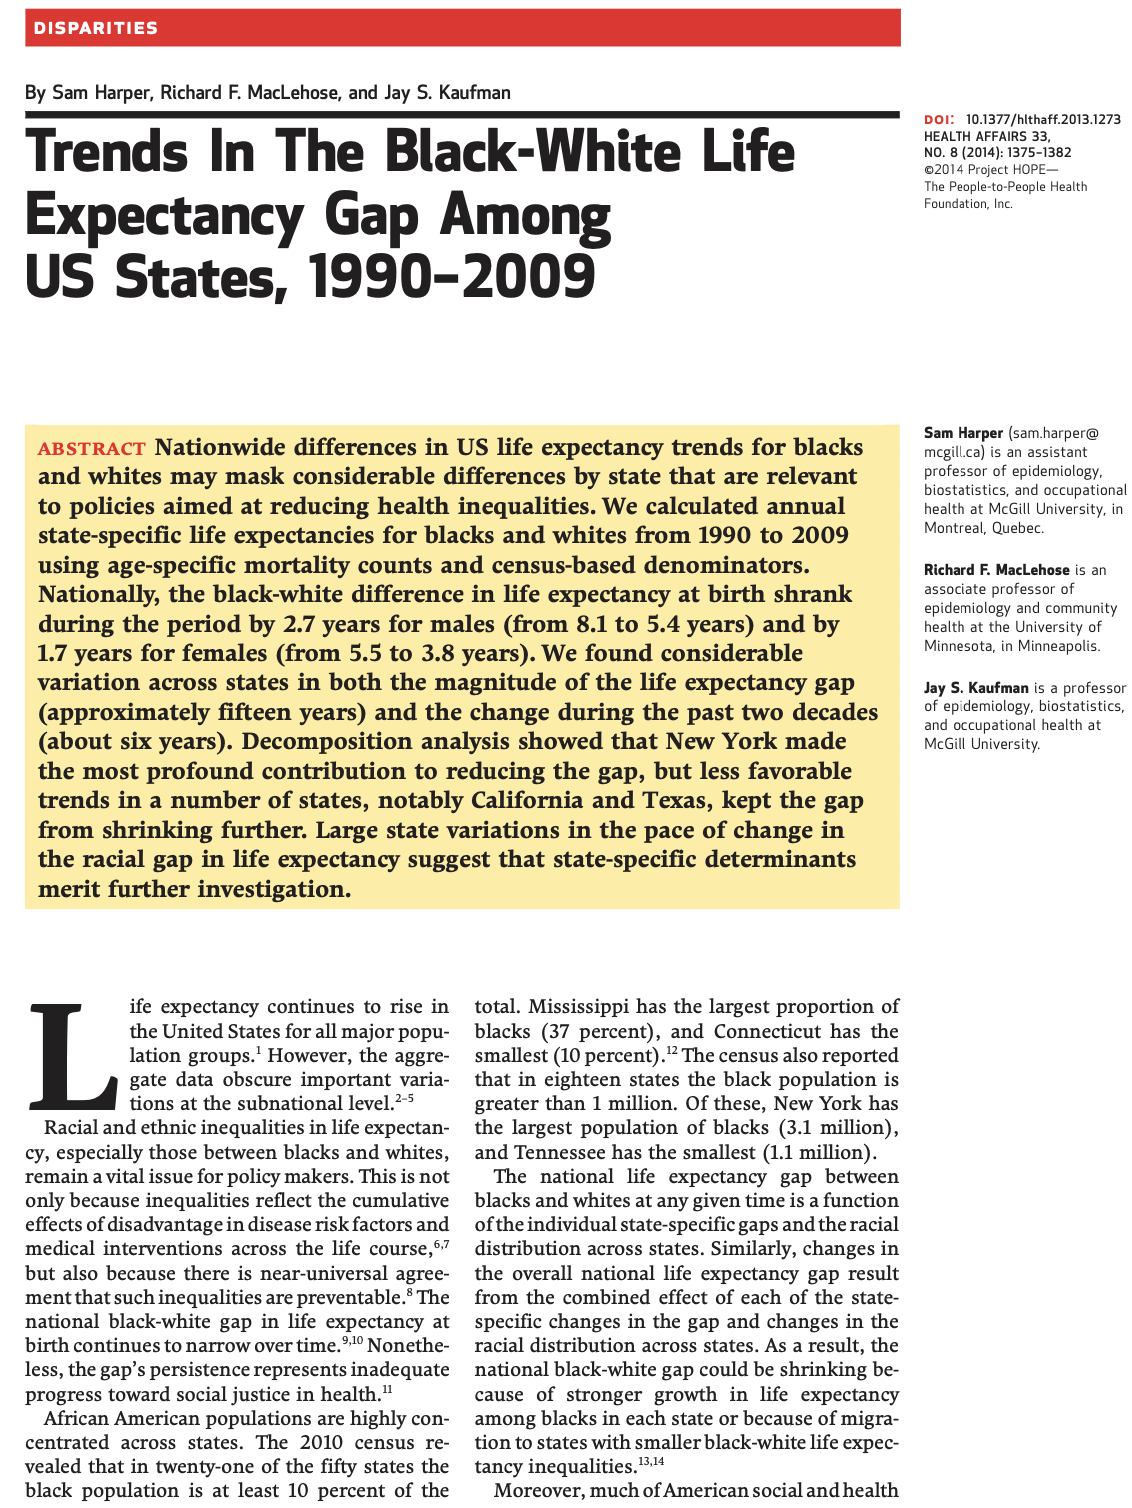 DISPARITIES
By Sam Harper, Richard F. MacLehose, and Jay S. Kaufman
Trends In The Black-White Life
Expectancy Gap Among
US States, 1990–2009
DOI: 10.1377/hlthaff.2013.1273
HEALTH AFFAIRS 33,
NO. 8 (2014): 1375–1382
©2014 Project HOPE—
The People-to-People Health
Foundation, Inc.
ABSTRACT Nationwide differences in US life expectancy trends for blacks
and whites may mask considerable differences by state that are relevant
to policies aimed at reducing health inequalities. We calculated annual
state-specific life expectancies for blacks and whites from 1990 to 2009
using age-specific mortality counts and census-based denominators.
Nationally, the black-white difference in life expectancy at birth shrank
during the period by 2.7 years for males (from 8.1 to 5.4 years) and by
1.7 years for females (from 5.5 to 3.8 years). We found considerable
variation across states in both the magnitude of the life expectancy gap
(approximately fifteen years) and the change during the past two decades
(about six years). Decomposition analysis showed that New York made
the most profound contribution to reducing the gap, but less favorable
trends in a number of states, notably California and Texas, kept the gap
from shrinking further. Large state variations in the pace of change in
the racial gap in life expectancy suggest that state-specific determinants
merit further investigation.
Sam Harper (sam.harper@
mcgill.ca) is an assistant
professor of epidemiology,
biostatistics, and occupational
health at McGill University, in
Montreal, Quebec.
Richard F. MacLehose is an
associate professor of
epidemiology and community
health at the University of
Minnesota, in Minneapolis.
Jay S. Kaufman is a professor
of epidemiology, biostatistics,
and occupational health at
McGill University.
Life expectancy continues to rise in
the United States for all major popu-
lation groups.1 However, the aggre-
gate data obscure important varia-
tions at the subnational level.2–5
Racial and ethnic inequalities in life expectan-
cy, especially those between blacks and whites,
remain a vital issue for policy makers. This is not
only because inequalities reflect the cumulative
effects of disadvantage in disease risk factors and
medical interventions across the life course,6,7
but also because there is near-universal agree-
ment that such inequalities are preventable.8 The
national black-white gap in life expectancy at
birth continues to narrow over time.9,10 Nonethe-
less, the gap's persistence represents inadequate
progress toward social justice in health.11
African American populations are highly con-
centrated across states. The 2010 census re-
vealed that in twenty-one of the fifty states the
black population is at least 10 percent of the
total. Mississippi has the largest proportion of
blacks (37 percent), and Connecticut has the
smallest (10 percent).12 The census also reported
that in eighteen states the black population is
greater than 1 million. Of these, New York has
the largest population of blacks (3.1 million),
and Tennessee has the smallest (1.1 million).
The national life expectancy gap between
blacks and whites at any given time is a function
of the individual state-specific gaps and the racial
distribution across states. Similarly, changes in
the overall national life expectancy gap result
from the combined effect of each of the state-
specific changes in the gap and changes in the
racial distribution across states. As a result, the
national black-white gap could be shrinking be-
cause of stronger growth in life expectancy
among blacks in each state or because of migra-
tion to states with smaller black-white life expec-
tancy inequalities.13,14
Moreover, much of American social and health